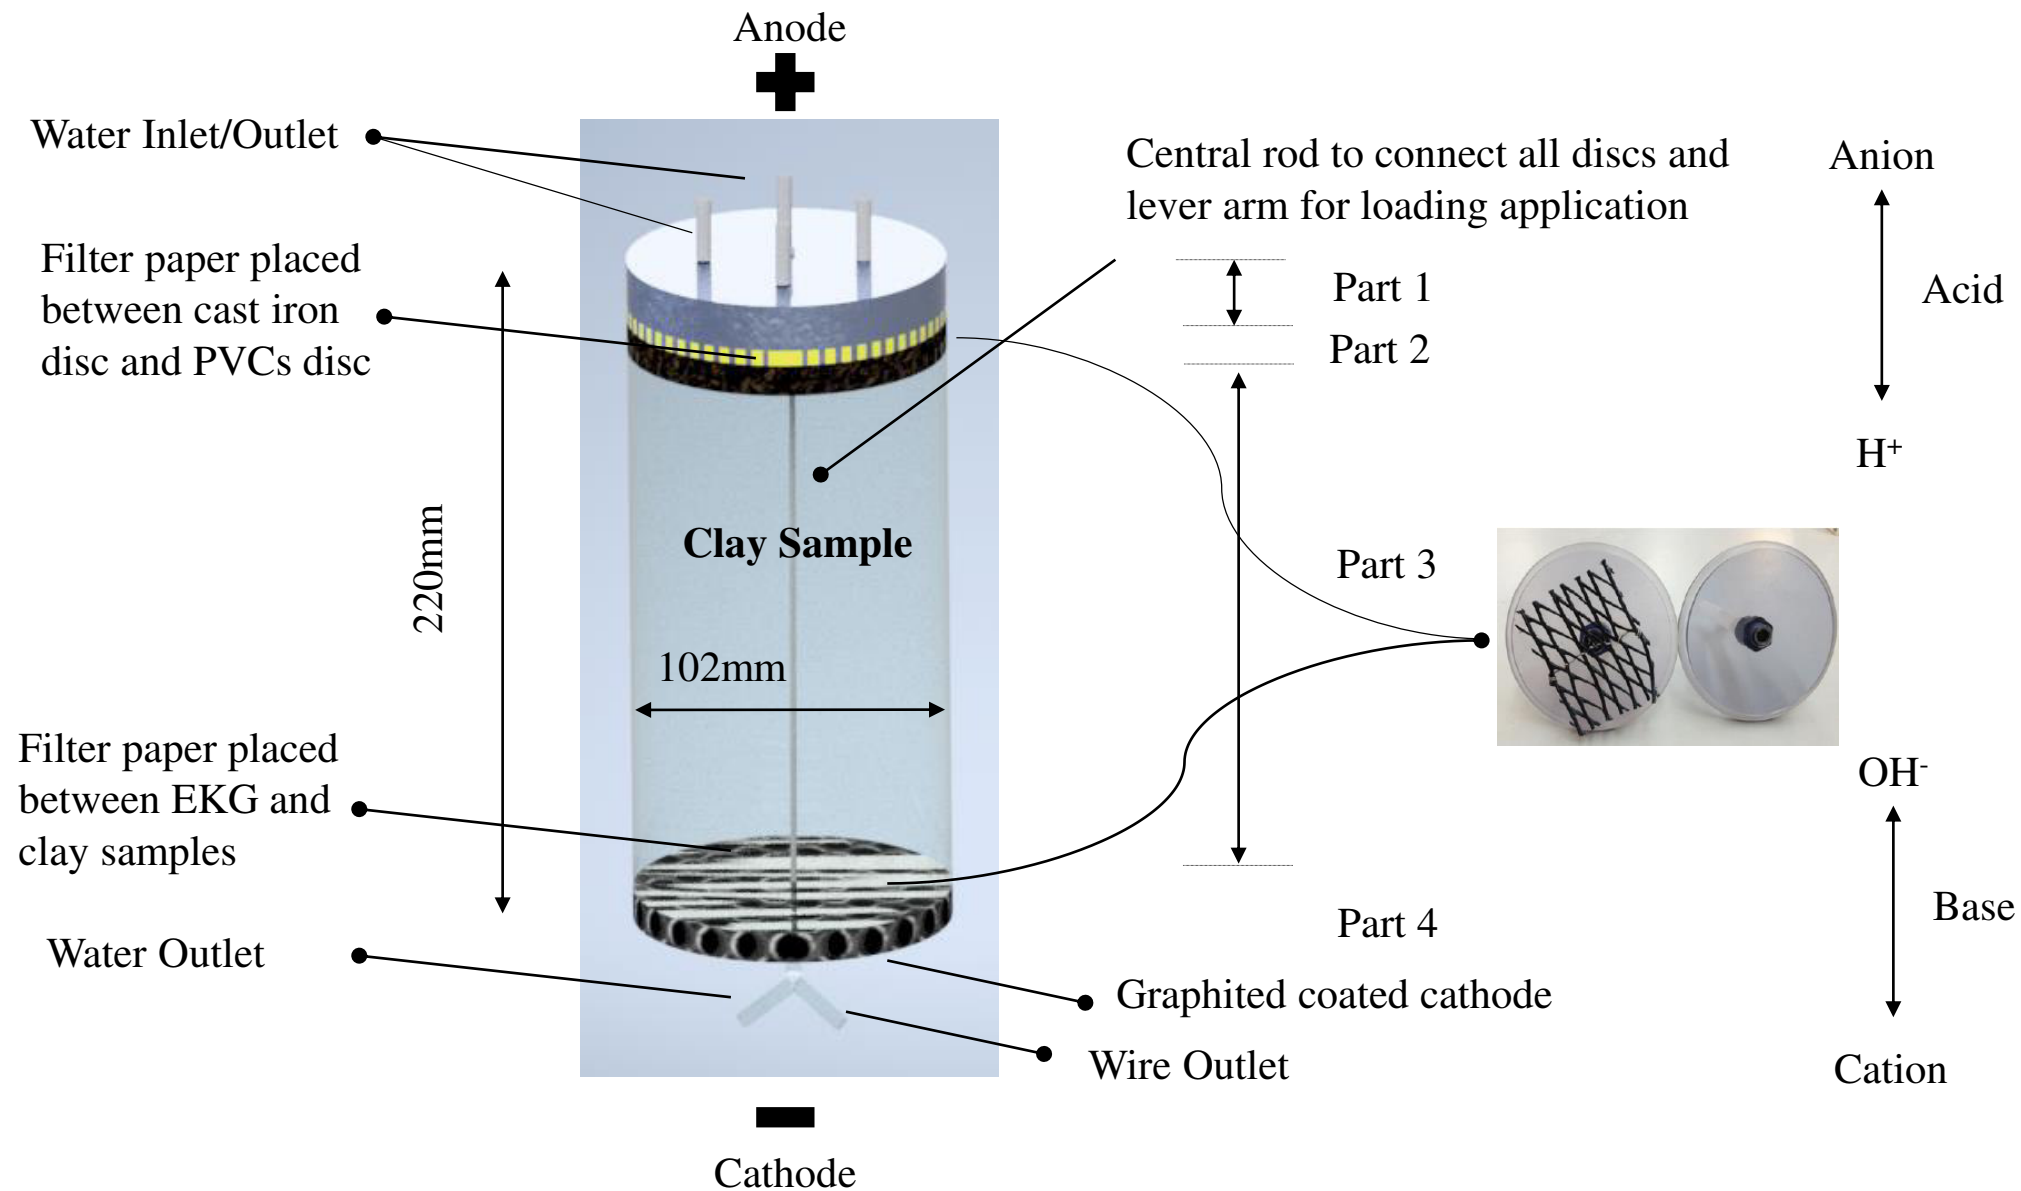 Anode
Water Inlet/Outlet
Filter paper placed
between cast iron
disc and PVCs disc
220mm
Filter paper placed
between EKG and
clay samples
Water Outlet
Clay Sample
102mm
Cathode
Central rod to connect all discs and
lever arm for loading application
Part 1
Part 2
Part 3
Part 4
Graphited coated cathode
Wire Outlet
Anion
Acid
H⁺
OH⁻
Base
Cation